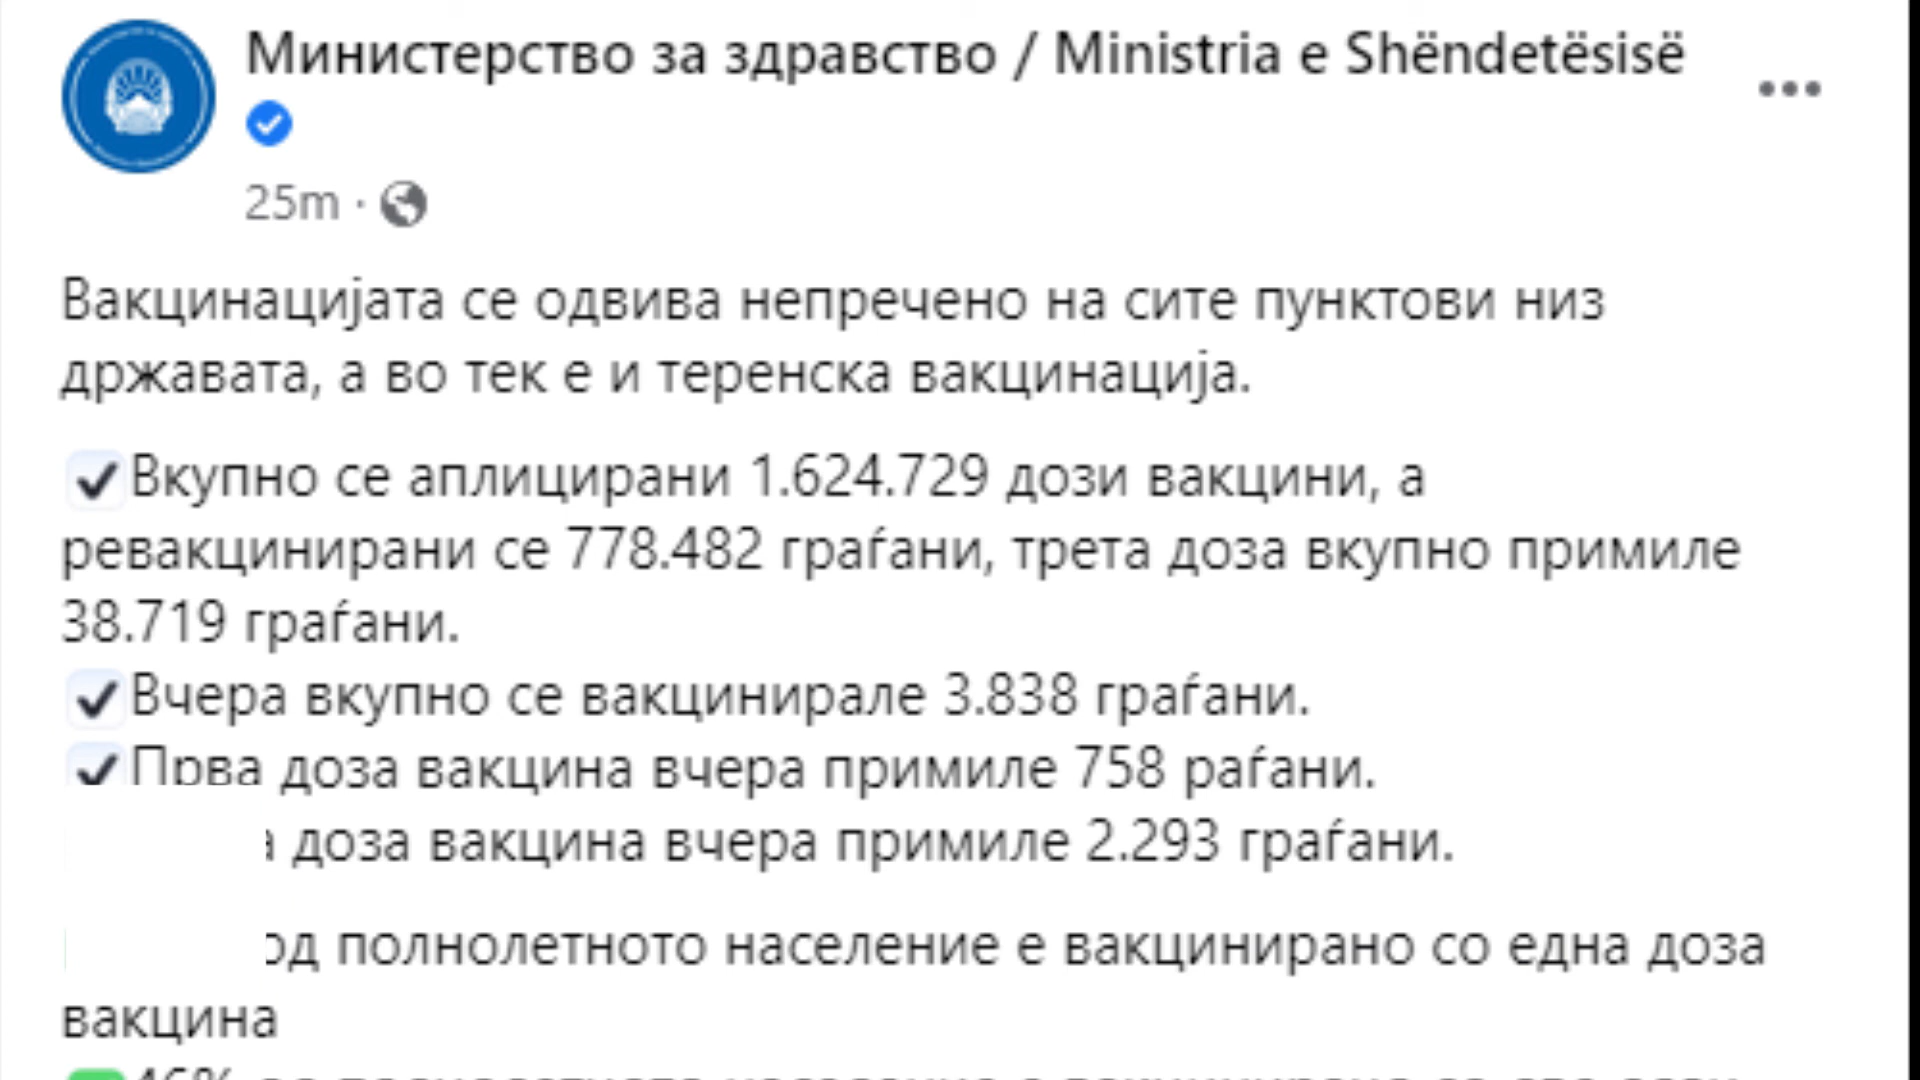 Министерство за здравство / Ministria e Shëndetësisë
25m ·
Вакцинацијата се одвива непречено на сите пунктови низ
државата, а во тек е и теренска вакцинација.
Вкупно се аплицирани 1.624.729 дози вакцини, а
ревакцинирани се 778.482 граѓани, трета доза вкупно примиле
38.719 граѓани.
Вчера вкупно се вакцинирале 3.838 граѓани.
Прва доза вакцина вчера примиле 758 раѓани.
доза вакцина вчера примиле 2.293 граѓани.
од полнолетното население е вакцинирано со една доза
вакцина